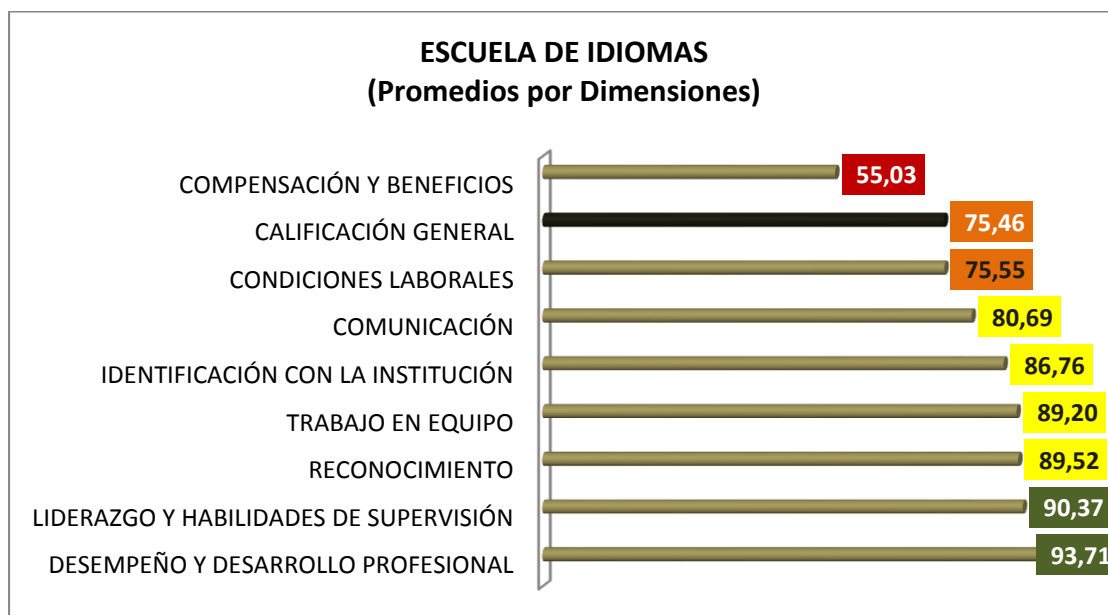 ESCUELA DE IDIOMAS
(Promedios por Dimensiones)
COMPENSACIÓN Y BENEFICIOS 55,03
CALIFICACIÓN GENERAL 75,46
CONDICIONES LABORALES 75,55
COMUNICACIÓN 80,69
IDENTIFICACIÓN CON LA INSTITUCIÓN 86,76
TRABAJO EN EQUIPO 89,20
RECONOCIMIENTO 89,52
LIDERAZGO Y HABILIDADES DE SUPERVISIÓN 90,37
DESEMPEÑO Y DESARROLLO PROFESIONAL 93,71